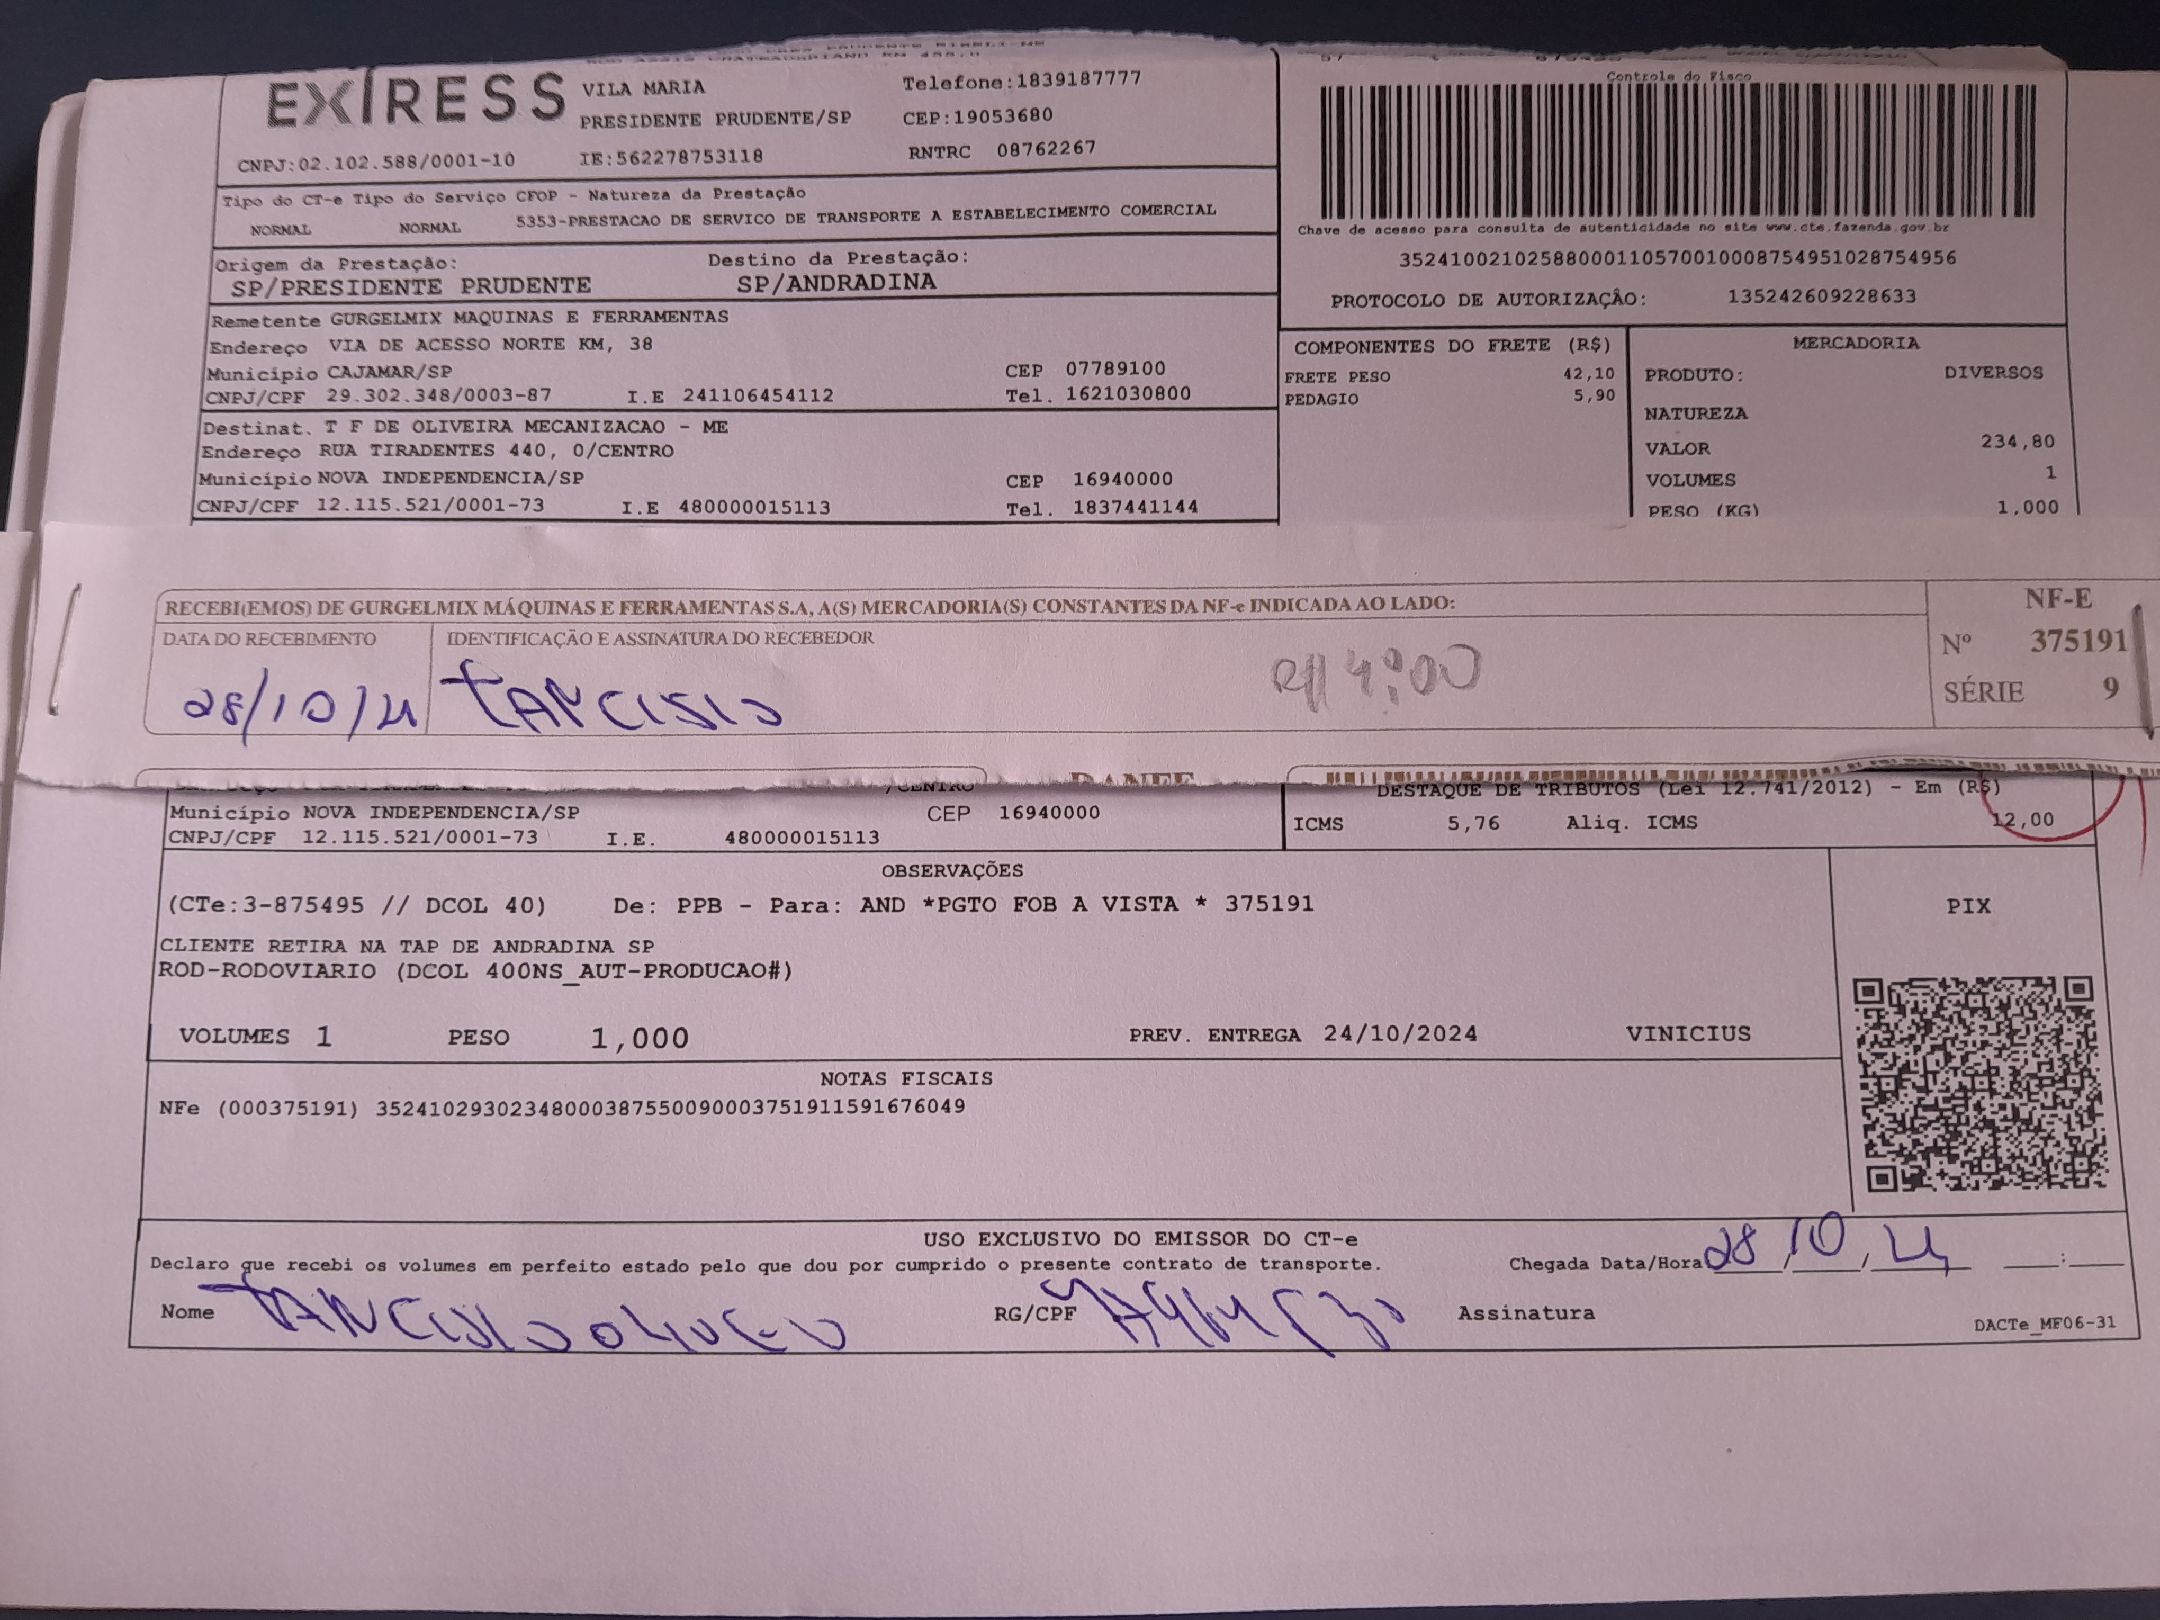 EXPRESS
VILA MARIA
Telefone:1839187777
PRESIDENTE PRUDENTE/SP
CEP:19053680
CNPJ:02.102.588/0001-10
IE:562278753118
RNTRC 08762267
Controle do Fisco
Tipo do CT-e Tipo do Serviço CFOP - Natureza da Prestação
NORMAL NORMAL 5353-PRESTACAO DE SERVICO DE TRANSPORTE A ESTABELECIMENTO COMERCIAL
Chave de acesso para consulta de autenticidade no site www.cte.fazenda.gov.br
35241002102588000110570010008754951028754956
PROTOCOLO DE AUTORIZAÇÃO: 135242609228633
Origem da Prestação: Destino da Prestação:
SP/PRESIDENTE PRUDENTE SP/ANDRADINA
Remetente GURGELMIX MAQUINAS E FERRAMENTAS
Endereço VIA DE ACESSO NORTE KM, 38
Município CAJAMAR/SP CEP 07789100
CNPJ/CPF 29.302.348/0003-87 I.E 241106454112 Tel. 1621030800
Destinat. T F DE OLIVEIRA MECANIZACAO - ME
Endereço RUA TIRADENTES 440, 0/CENTRO
Município NOVA INDEPENDENCIA/SP CEP 16940000
CNPJ/CPF 12.115.521/0001-73 I.E 480000015113 Tel. 1837441144
COMPONENTES DO FRETE (R$)
FRETE PESO 42,10
PEDAGIO 5,90
MERCADORIA
PRODUTO: DIVERSOS
NATUREZA
VALOR 234,80
VOLUMES 1
PESO (KG) 1,000
RECEBI(EMOS) DE GURGELMIX MÁQUINAS E FERRAMENTAS S.A, A(S) MERCADORIA(S) CONSTANTES DA NF-e INDICADA AO LADO:
DATA DO RECEBIMENTO
28/10/24
IDENTIFICAÇÃO E ASSINATURA DO RECEBEDOR
TARCISIO
NF-E
Nº 375191
SÉRIE 9
DANFE
/CENTRO
Município NOVA INDEPENDENCIA/SP CEP 16940000
CNPJ/CPF 12.115.521/0001-73 I.E. 480000015113
DESTAQUE DE TRIBUTOS (Lei 12.741/2012) - Em (R$)
ICMS 5,76 Aliq. ICMS 12,00
OBSERVAÇÕES
(CTe:3-875495 // DCOL 40) De: PPB - Para: AND *PGTO FOB A VISTA * 375191
CLIENTE RETIRA NA TAP DE ANDRADINA SP
ROD-RODOVIARIO (DCOL 400NS_AUT-PRODUCAO#)
VOLUMES 1 PESO 1,000 PREV. ENTREGA 24/10/2024 VINICIUS
PIX
NOTAS FISCAIS
NFe (000375191) 35241029302348000387550090003751911591676049
USO EXCLUSIVO DO EMISSOR DO CT-e
Declaro que recebi os volumes em perfeito estado pelo que dou por cumprido o presente contrato de transporte.
Chegada Data/Hora 28/10/24 :
Nome TARCISIO
RG/CPF
Assinatura
DACTe_MF06-31